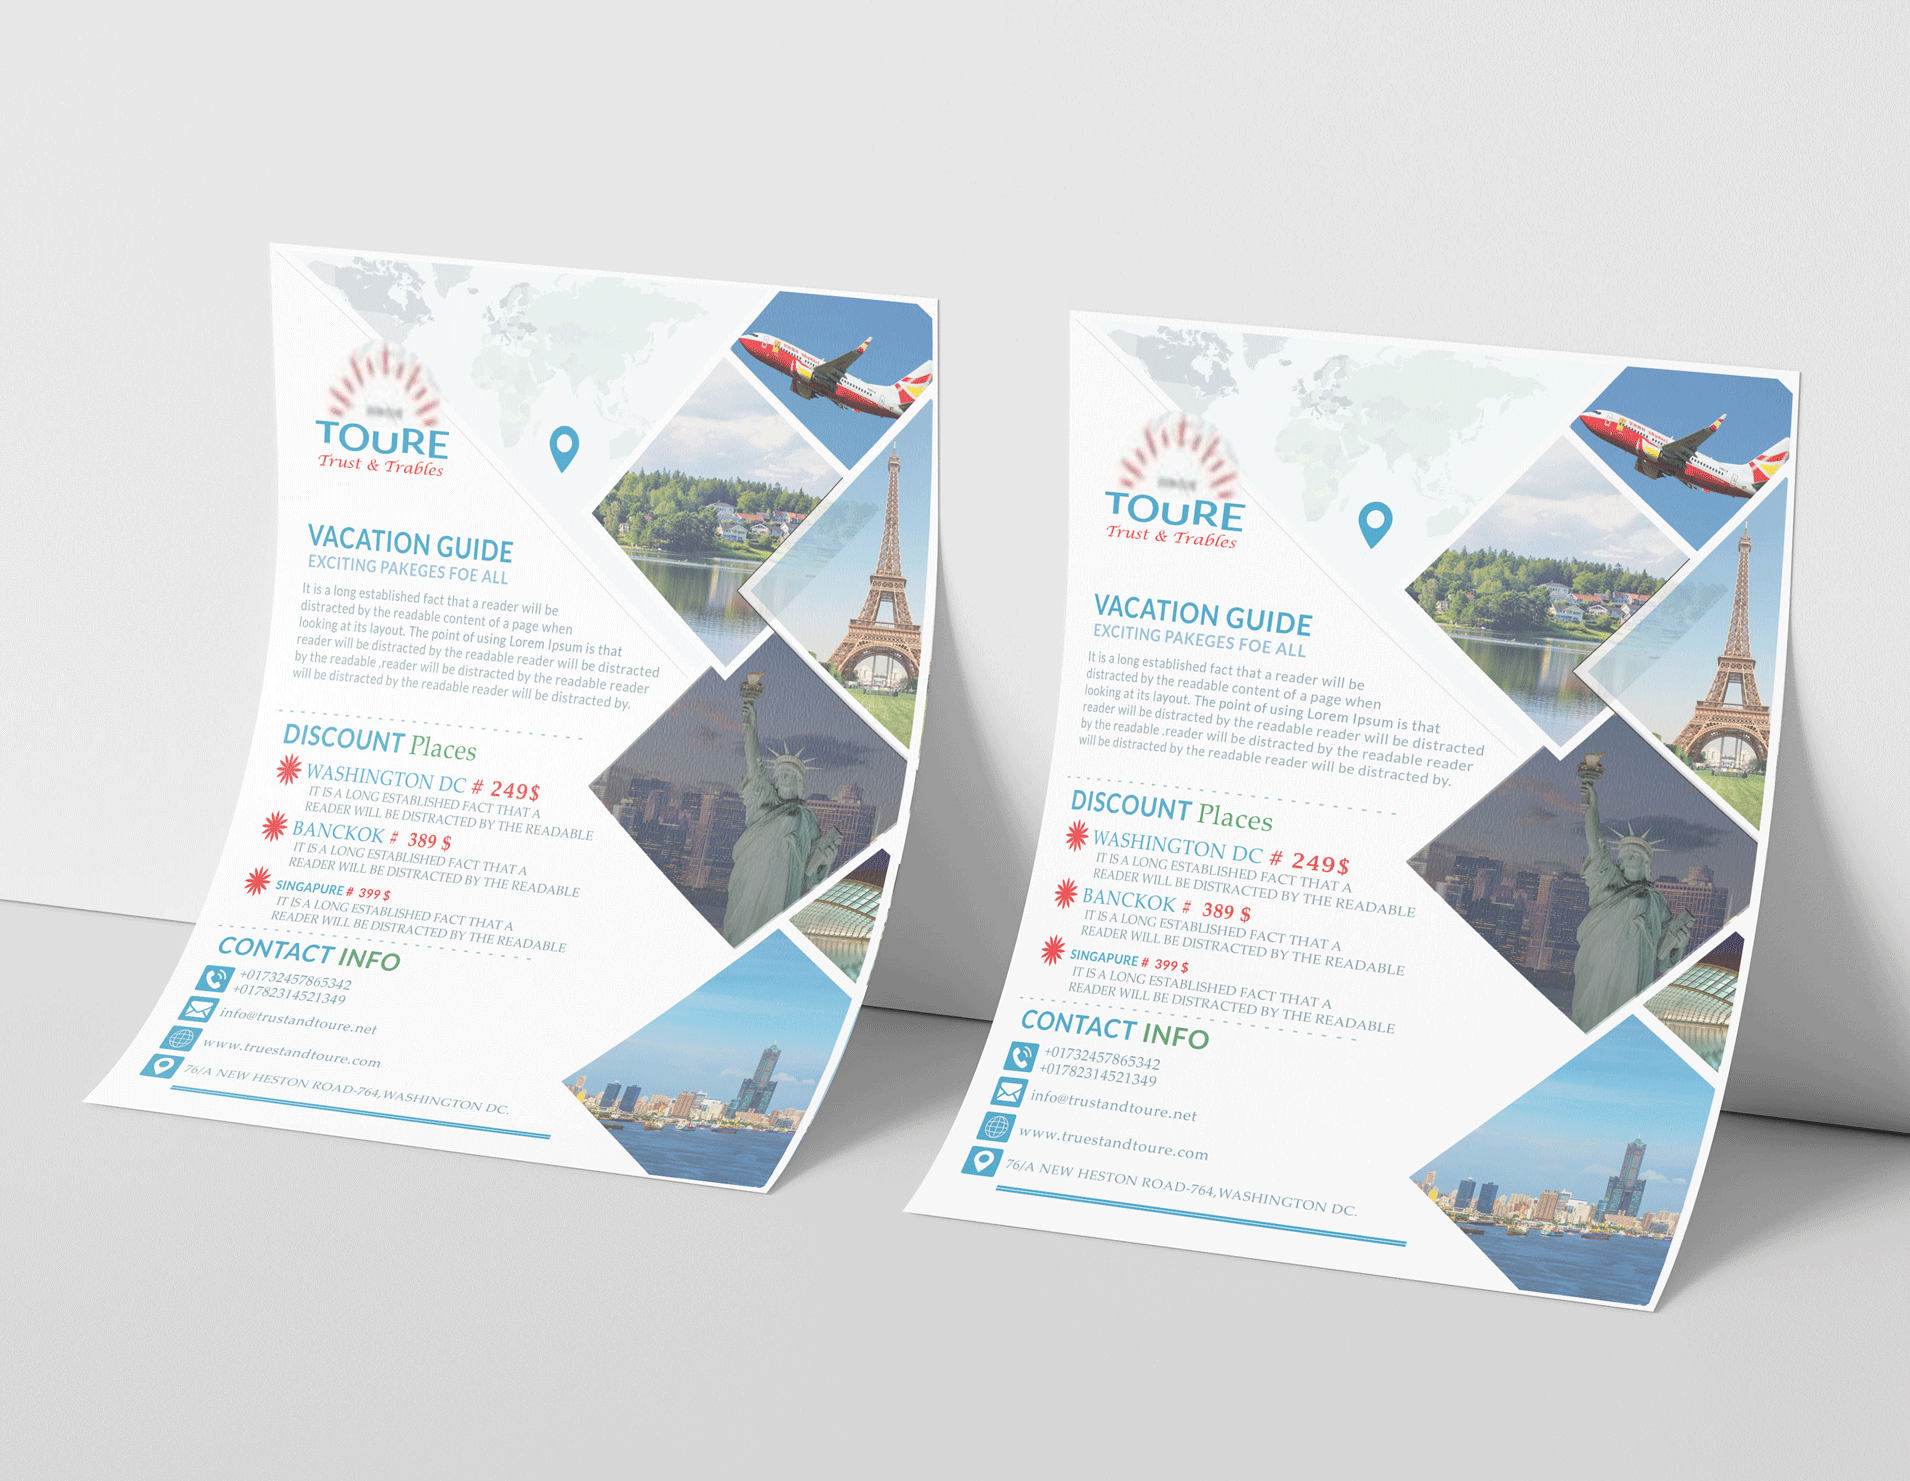 TOURE
Trust & Trables
VACATION GUIDE
EXCITING PAKEGES FOE ALL
It is a long established fact that a reader will be
distracted by the readable content of a page when
looking at its layout. The point of using Lorem Ipsum is that
reader will be distracted by the readable reader will be distracted
by the readable .reader will be distracted by the readable reader
will be distracted by the readable reader will be distracted by.
DISCOUNT Places
WASHINGTON DC # 249$
IT IS A LONG ESTABLISHED FACT THAT A
READER WILL BE DISTRACTED BY THE READABLE
BANCKOK # 389 $
IT IS A LONG ESTABLISHED FACT THAT A
READER WILL BE DISTRACTED BY THE READABLE
SINGAPURE # 399 $
IT IS A LONG ESTABLISHED FACT THAT A
READER WILL BE DISTRACTED BY THE READABLE
CONTACT INFO
+01732457865342
+01782314521349
info@trustandtoure.net
www.truestandtoure.com
76/A NEW HESTON ROAD-764,WASHINGTON DC.
TOURE
Trust & Trables
VACATION GUIDE
EXCITING PAKEGES FOE ALL
It is a long established fact that a reader will be
distracted by the readable content of a page when
looking at its layout. The point of using Lorem Ipsum is that
reader will be distracted by the readable reader will be distracted
by the readable .reader will be distracted by the readable reader
will be distracted by the readable reader will be distracted by.
DISCOUNT Places
WASHINGTON DC # 249$
IT IS A LONG ESTABLISHED FACT THAT A
READER WILL BE DISTRACTED BY THE READABLE
BANCKOK # 389 $
IT IS A LONG ESTABLISHED FACT THAT A
READER WILL BE DISTRACTED BY THE READABLE
SINGAPURE # 399 $
IT IS A LONG ESTABLISHED FACT THAT A
READER WILL BE DISTRACTED BY THE READABLE
CONTACT INFO
+01732457865342
+01782314521349
info@trustandtoure.net
www.truestandtoure.com
76/A NEW HESTON ROAD-764,WASHINGTON DC.